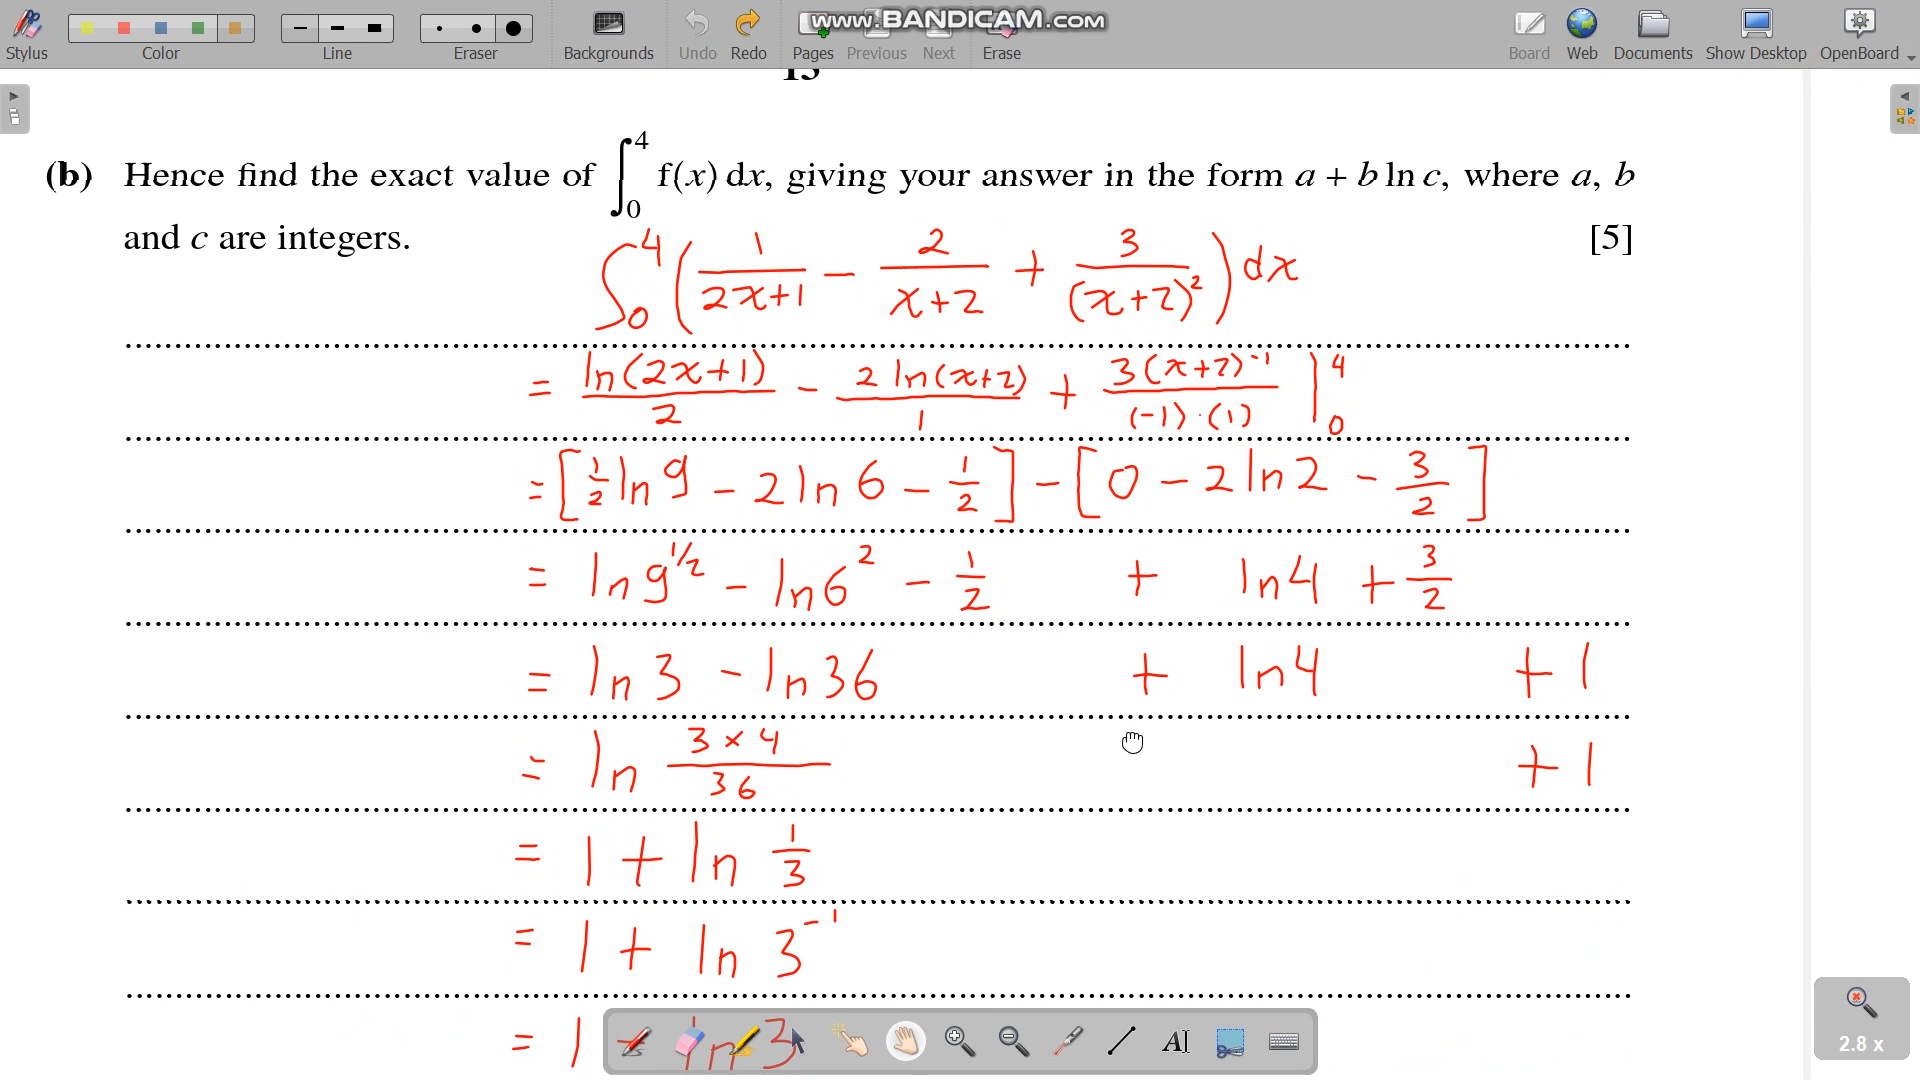 www.BANDICAM.com
Stylus Color Line Eraser Backgrounds Undo Redo Pages Previous Next Erase Board Web Documents Show Desktop OpenBoard
13
(b) Hence find the exact value of ∫₀⁴ f(x) dx, giving your answer in the form a + b ln c, where a, b
and c are integers. [5]
∫₀⁴ ( 1/(2x+1) − 2/(x+2) + 3/(x+2)² ) dx
= ln(2x+1)/2 − 2 ln(x+2)/1 + 3(x+2)⁻¹/((-1)·(1)) |₀⁴
= [ 1/2 ln 9 − 2 ln 6 − 1/2 ] − [ 0 − 2 ln 2 − 3/2 ]
= ln 9^(1/2) − ln 6² − 1/2 + ln 4 + 3/2
= ln 3 − ln 36 + ln 4 + 1
= ln (3 × 4)/36 + 1
= 1 + ln 1/3
= 1 + ln 3⁻¹
= 1 − ln 3
2.8 x